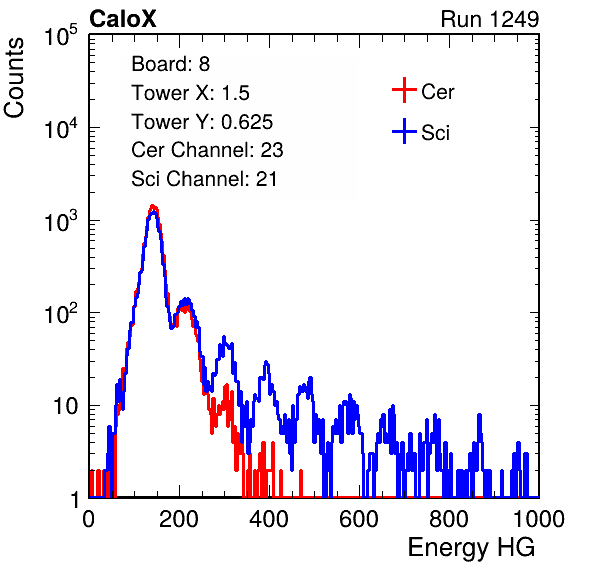 CaloX Run 1249
Counts
Board: 8
Tower X: 1.5
Tower Y: 0.625
Cer Channel: 23
Sci Channel: 21
Cer
Sci
10^5
10^4
10^3
10^2
10
1
0 200 400 600 800 1000
Energy HG